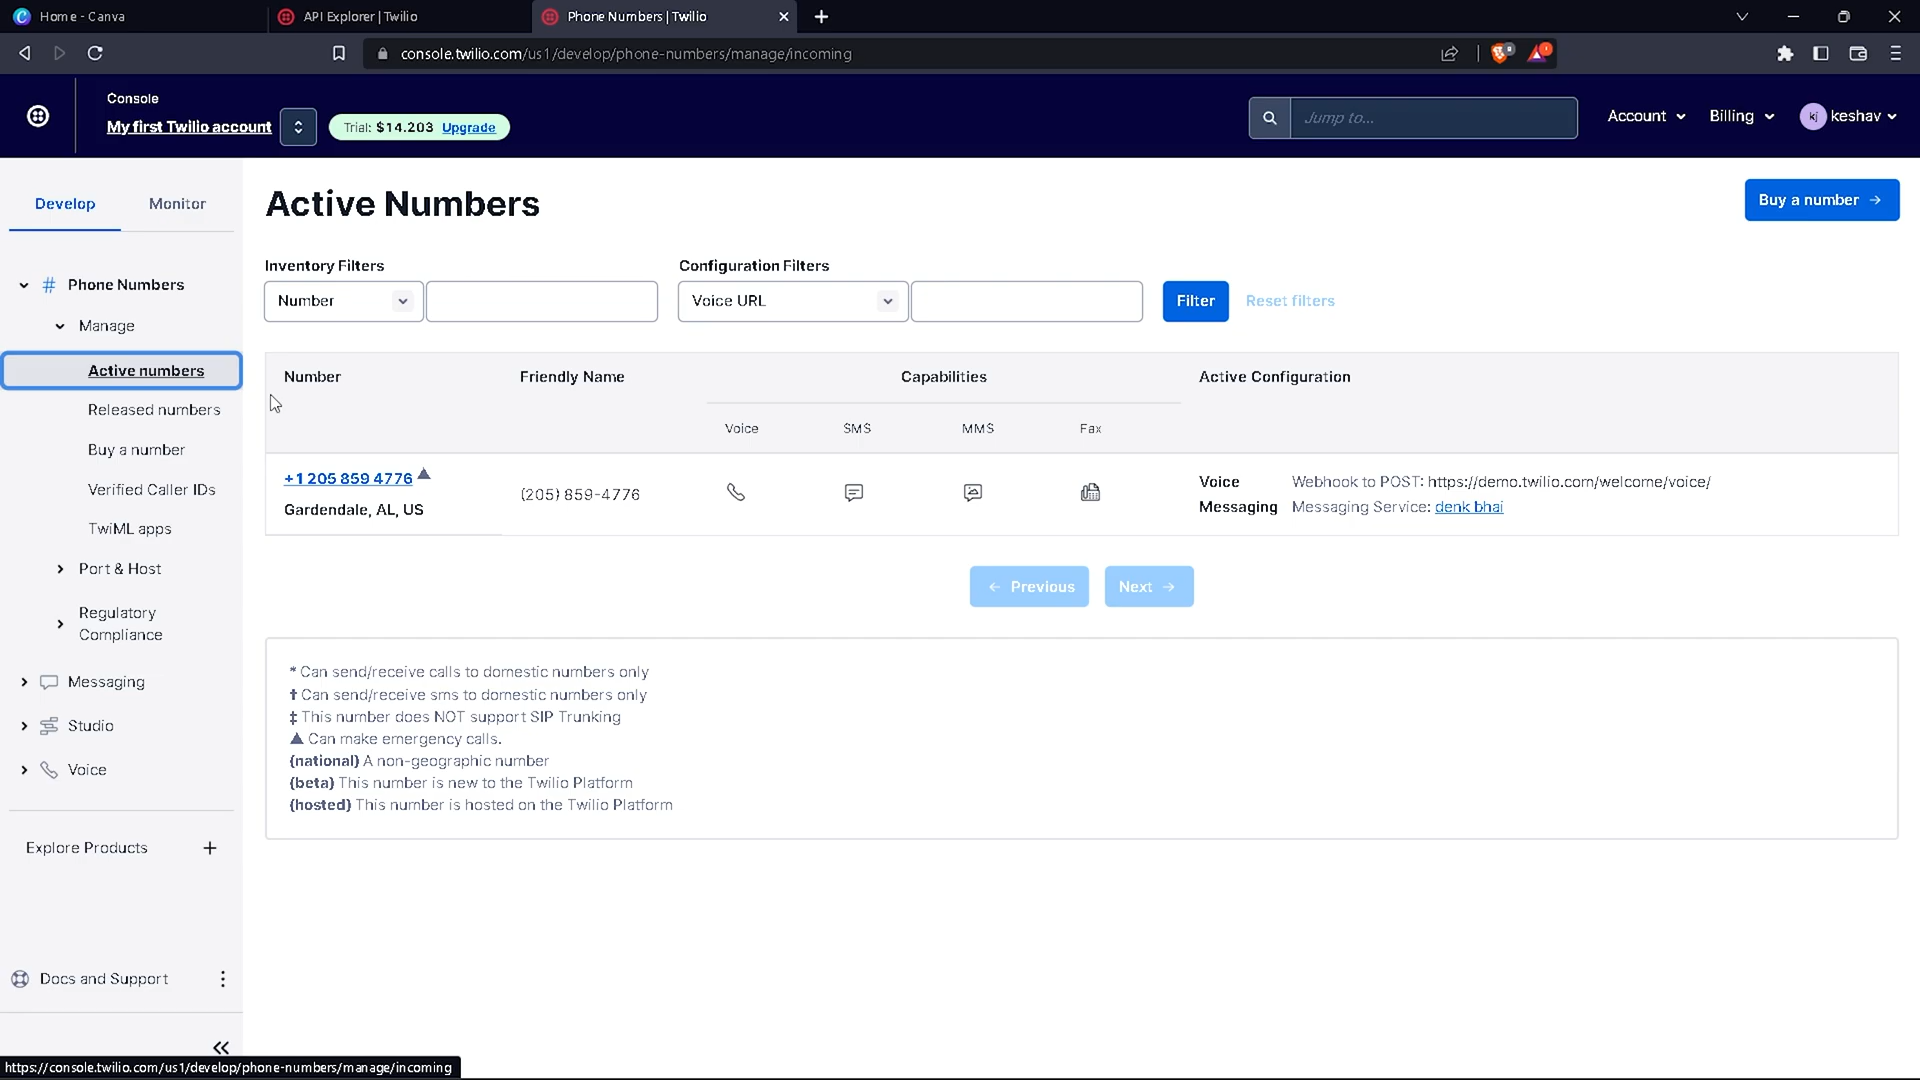 Home - Canva
API Explorer | Twilio
Phone Numbers | Twilio
console.twilio.com/us1/develop/phone-numbers/manage/incoming
Console
My first Twilio account
Trial: $14.203 Upgrade
Jump to...
Account
Billing
kj
keshav
Develop
Monitor
Phone Numbers
Manage
Active numbers
Released numbers
Buy a number
Verified Caller IDs
TwiML apps
Port & Host
Regulatory
Compliance
Messaging
Studio
Voice
Explore Products
Docs and Support
Active Numbers
Buy a number
Inventory Filters
Configuration Filters
Number
Voice URL
Filter
Reset filters
Number
Friendly Name
Capabilities
Active Configuration
Voice
SMS
MMS
Fax
+1 205 859 4776
Gardendale, AL, US
(205) 859-4776
Voice Webhook to POST: https://demo.twilio.com/welcome/voice/
Messaging Messaging Service: denk bhai
← Previous
Next →
* Can send/receive calls to domestic numbers only
† Can send/receive sms to domestic numbers only
‡ This number does NOT support SIP Trunking
▲ Can make emergency calls.
{national} A non-geographic number
{beta} This number is new to the Twilio Platform
{hosted} This number is hosted on the Twilio Platform
https://console.twilio.com/us1/develop/phone-numbers/manage/incoming